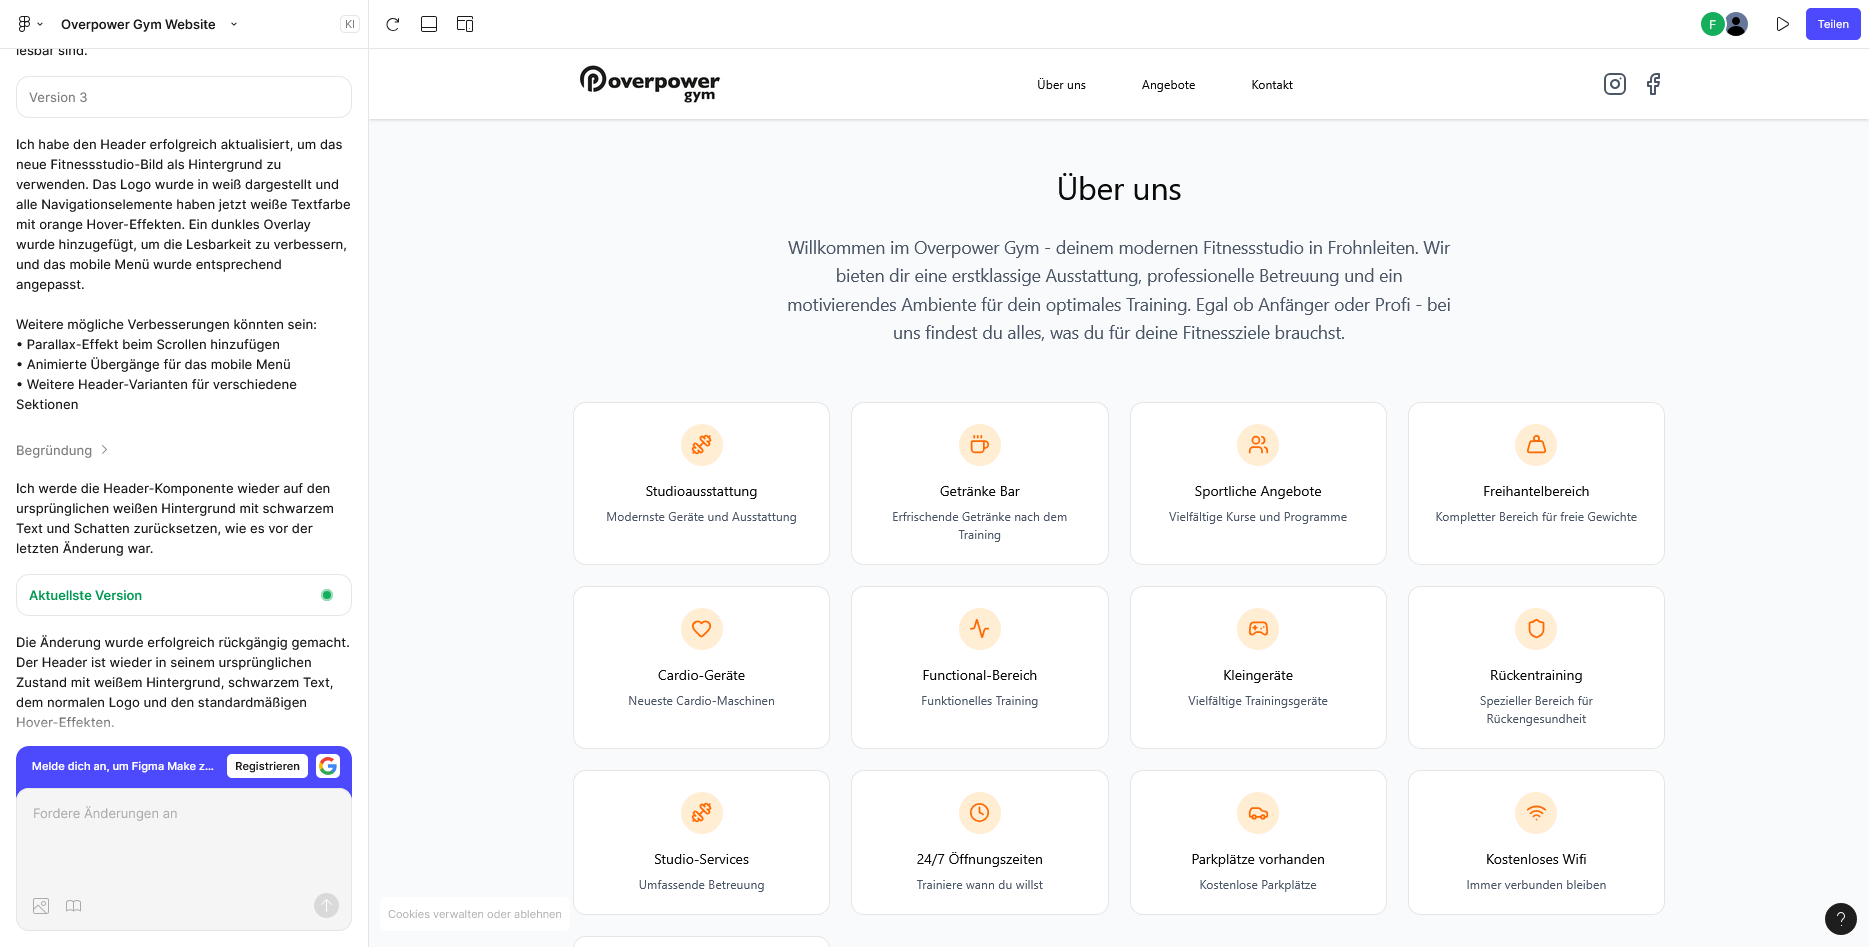 Overpower Gym Website
KI
lesbar sind.
Version 3
Ich habe den Header erfolgreich aktualisiert, um das
neue Fitnessstudio-Bild als Hintergrund zu
verwenden. Das Logo wurde in weiß dargestellt und
alle Navigationselemente haben jetzt weiße Textfarbe
mit orange Hover-Effekten. Ein dunkles Overlay
wurde hinzugefügt, um die Lesbarkeit zu verbessern,
und das mobile Menü wurde entsprechend
angepasst.
Weitere mögliche Verbesserungen könnten sein:
• Parallax-Effekt beim Scrollen hinzufügen
• Animierte Übergänge für das mobile Menü
• Weitere Header-Varianten für verschiedene
Sektionen
Begründung
Ich werde die Header-Komponente wieder auf den
ursprünglichen weißen Hintergrund mit schwarzem
Text und Schatten zurücksetzen, wie es vor der
letzten Änderung war.
Aktuellste Version
Die Änderung wurde erfolgreich rückgängig gemacht.
Der Header ist wieder in seinem ursprünglichen
Zustand mit weißem Hintergrund, schwarzem Text,
dem normalen Logo und den standardmäßigen
Hover-Effekten.
Melde dich an, um Figma Make z...
Registrieren
Fordere Änderungen an
F
Teilen
overpower
gym
Über uns
Angebote
Kontakt
Über uns
Willkommen im Overpower Gym - deinem modernen Fitnessstudio in Frohnleiten. Wir
bieten dir eine erstklassige Ausstattung, professionelle Betreuung und ein
motivierendes Ambiente für dein optimales Training. Egal ob Anfänger oder Profi - bei
uns findest du alles, was du für deine Fitnessziele brauchst.
Studioausstattung
Modernste Geräte und Ausstattung
Getränke Bar
Erfrischende Getränke nach dem
Training
Sportliche Angebote
Vielfältige Kurse und Programme
Freihantelbereich
Kompletter Bereich für freie Gewichte
Cardio-Geräte
Neueste Cardio-Maschinen
Functional-Bereich
Funktionelles Training
Kleingeräte
Vielfältige Trainingsgeräte
Rückentraining
Spezieller Bereich für
Rückengesundheit
Studio-Services
Umfassende Betreuung
24/7 Öffnungszeiten
Trainiere wann du willst
Parkplätze vorhanden
Kostenlose Parkplätze
Kostenloses Wifi
Immer verbunden bleiben
Cookies verwalten oder ablehnen
?